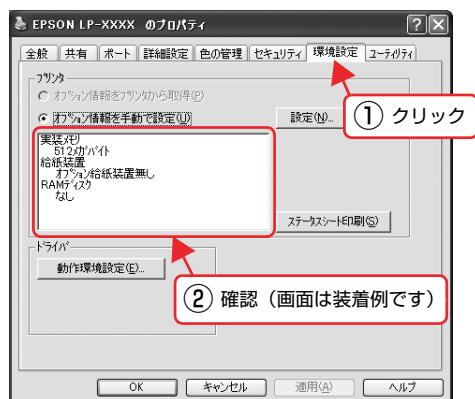 EPSON LP-XXXX のプロパティ
全般 共有 ポート 詳細設定 色の管理 セキュリティ 環境設定 ユーティリティ
プリンタ
オプション情報をプリンタから取得(P)
オプション情報を手動で設定(U) 設定(N)...
① クリック
実装メモリ
512メガバイト
給紙装置
オプション給紙装置無し
RAMディスク
なし
ステータスシート印刷(S)
ドライバ
動作環境設定(E)...
② 確認（画面は装着例です）
OK キャンセル 適用(A) ヘルプ